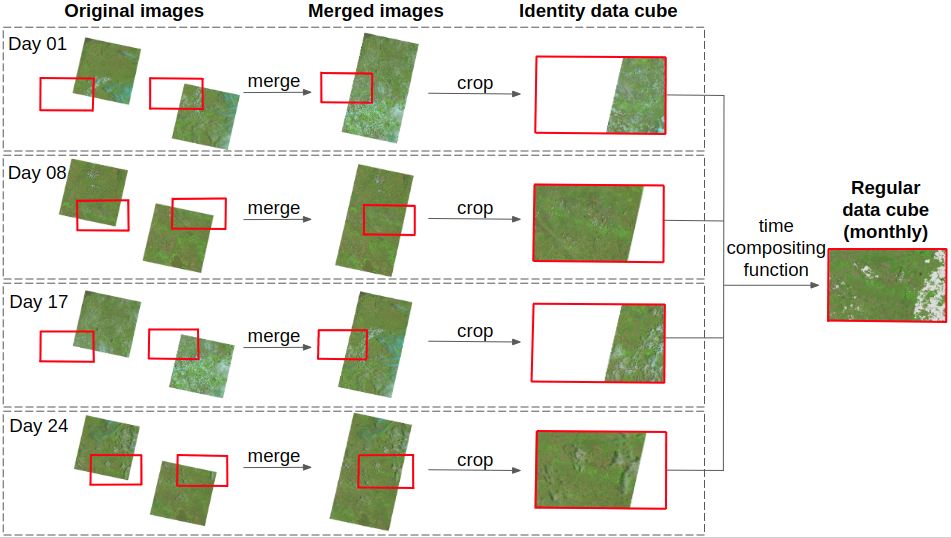 Original images
Merged images
Identity data cube
Day 01
merge
crop
Day 08
merge
crop
Day 17
merge
crop
Day 24
merge
crop
time
compositing
function
Regular
data cube
(monthly)